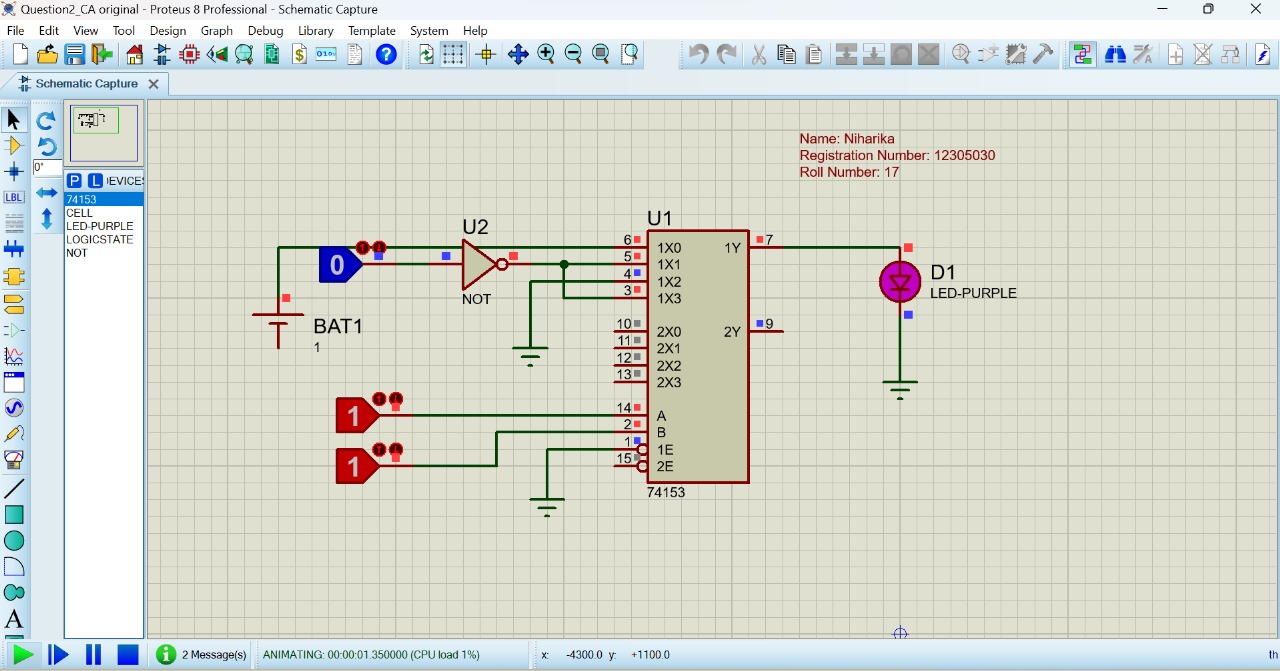 Question2_CA original - Proteus 8 Professional - Schematic Capture
File Edit View Tool Design Graph Debug Library Template System Help
Schematic Capture
0°
LBL
P L EVICES
74153
CELL
LED-PURPLE
LOGICSTATE
NOT
A
Name: Niharika
Registration Number: 12305030
Roll Number: 17
U2
NOT
0
BAT1
1
1
1
U1
6 1X0 1Y 7
5 1X1
4 1X2
3 1X3
10 2X0 2Y 9
11 2X1
12 2X2
13 2X3
14 A
2 B
1 1E
15 2E
74153
D1
LED-PURPLE
2 Message(s) ANIMATING: 00:00:01.350000 (CPU load 1%) x: -4300.0 y: +1100.0 th